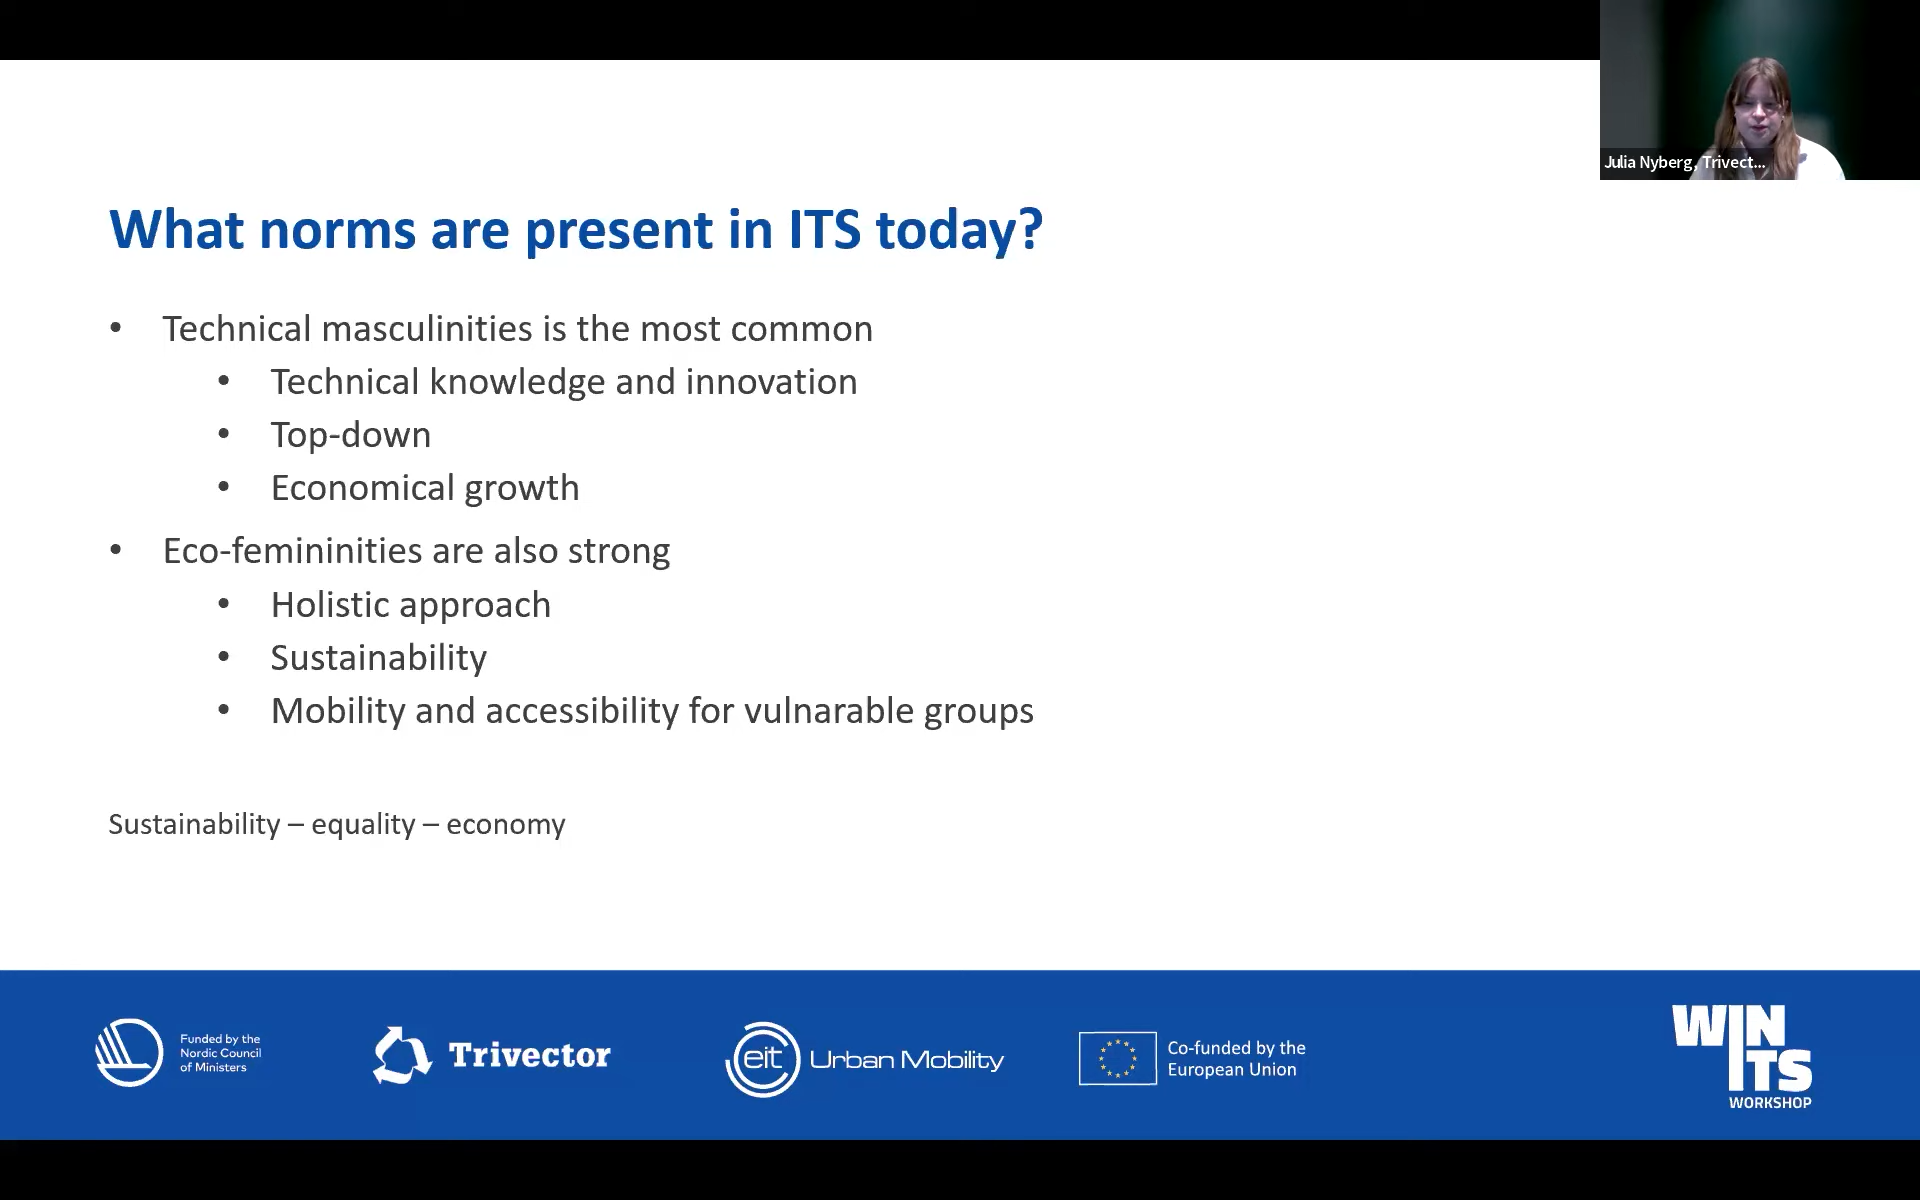 Julia Nyberg, Trivect...
What norms are present in ITS today?
• Technical masculinities is the most common
• Technical knowledge and innovation
• Top-down
• Economical growth
• Eco-femininities are also strong
• Holistic approach
• Sustainability
• Mobility and accessibility for vulnarable groups
Sustainability – equality – economy
Funded by the
Nordic Council
of Ministers
Trivector
eit Urban Mobility
Co-funded by the
European Union
WIN
ITS
WORKSHOP